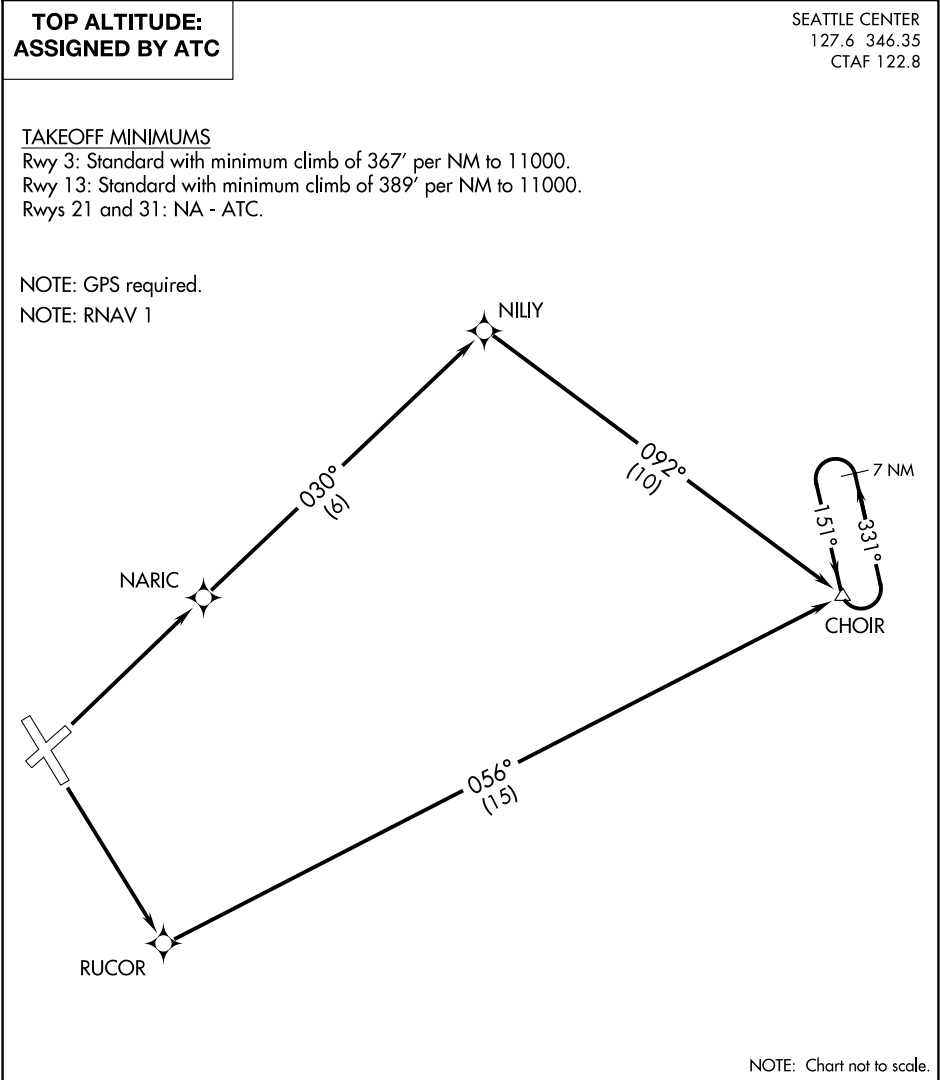 TOP ALTITUDE:
ASSIGNED BY ATC
SEATTLE CENTER
127.6 346.35
CTAF 122.8
TAKEOFF MINIMUMS
Rwy 3: Standard with minimum climb of 367' per NM to 11000.
Rwy 13: Standard with minimum climb of 389' per NM to 11000.
Rwys 21 and 31: NA - ATC.
NOTE: GPS required.
NOTE: RNAV 1
NILIY
092°
(10)
7 NM
030°
(6)
151°
331°
NARIC
CHOIR
056°
(15)
RUCOR
NOTE: Chart not to scale.